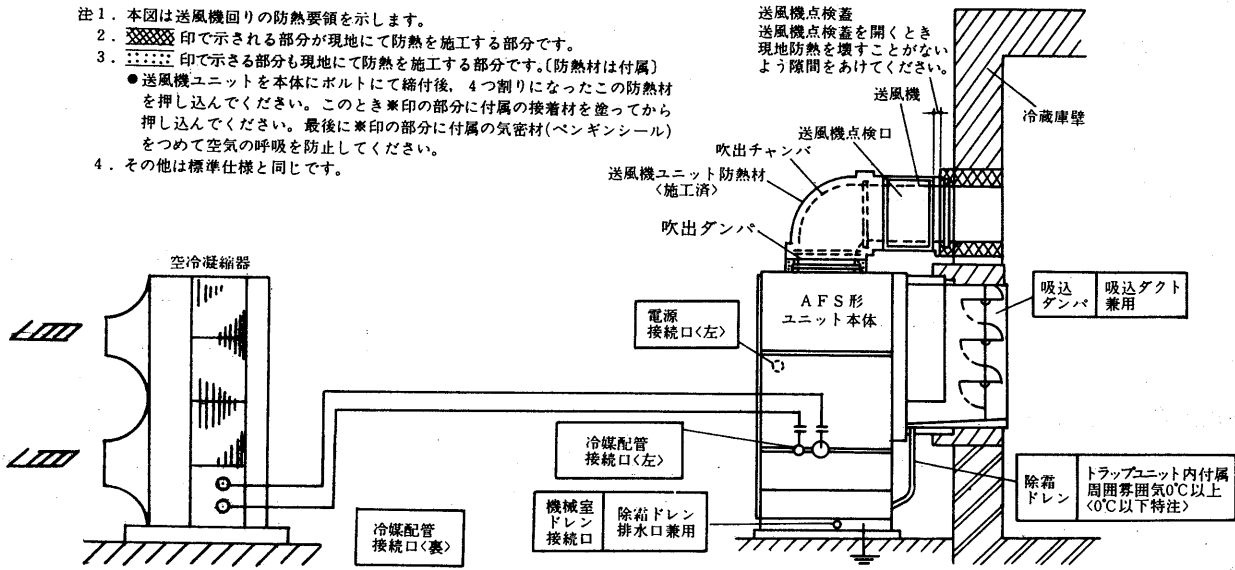 注1．本図は送風機回りの防熱要領を示します。
2．印で示される部分が現地にて防熱を施工する部分です。
3．印で示さる部分も現地にて防熱を施工する部分です。〔防熱材は付属〕
●送風機ユニットを本体にボルトにて締付後，4つ割りになったこの防熱材
を押し込んでください。このとき※印の部分に付属の接着材を塗ってから
押し込んでください。最後に※印の部分に付属の気密材(ペンギンシール)
をつめて空気の呼吸を防止してください。
4．その他は標準仕様と同じです。
送風機点検蓋
送風機点検蓋を開くとき
現地防熱を壊すことがない
よう隙間をあけてください。
送風機
冷蔵庫壁
送風機点検口
吹出チャンバ
送風機ユニット防熱材
〈施工済〉
吹出ダンパ
空冷凝縮器
AFS形
ユニット本体
吸込
ダンパ
吸込ダクト
兼用
電源
接続口〈左〉
冷媒配管
接続口〈左〉
除霜
ドレン
トラップユニット内付属
周囲雰囲気0℃以上
〈0℃以下特注〉
機械室
ドレン
接続口
除霜ドレン
排水口兼用
冷媒配管
接続口〈裏〉